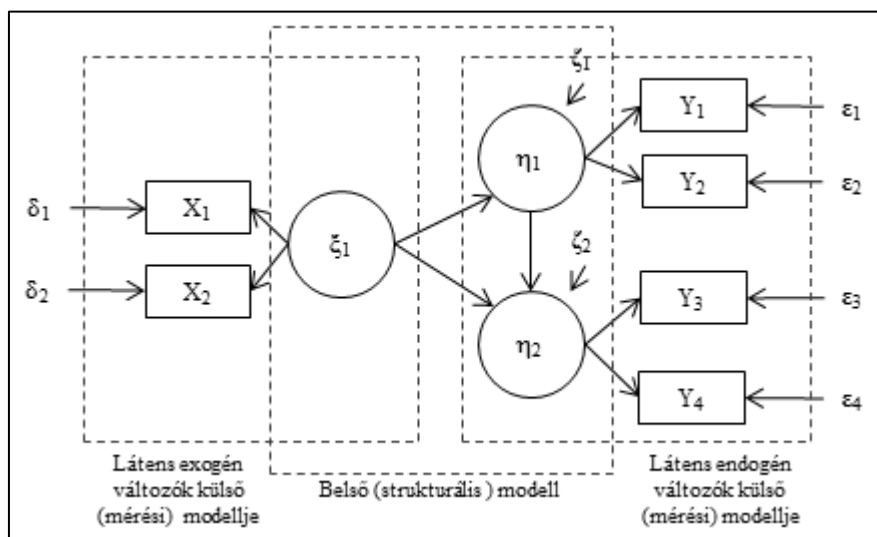 ζ1
Y1
ε1
η1
Y2
ε2
δ1
X1
ξ1
ζ2
δ2
X2
Y3
ε3
η2
Y4
ε4
Látens exogén
változók külső
(mérési) modellje
Belső (strukturális ) modell
Látens endogén
változók külső
(mérési) modellje